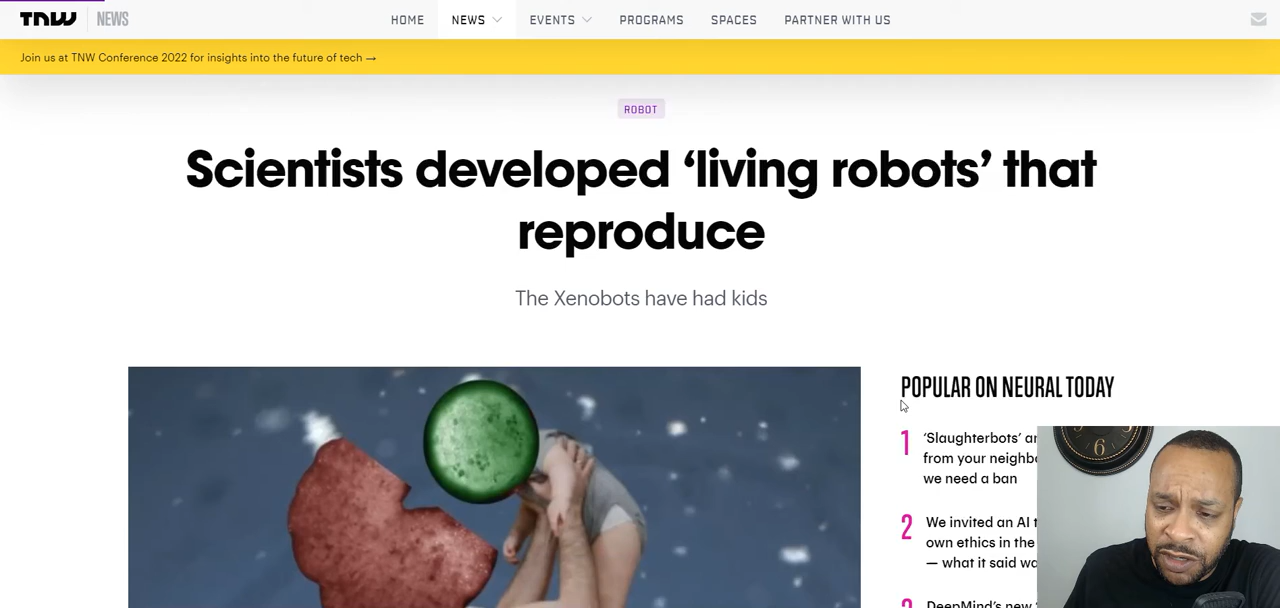 TNW NEWS HOME NEWS EVENTS PROGRAMS SPACES PARTNER WITH US
Join us at TNW Conference 2022 for insights into the future of tech →
ROBOT
Scientists developed ‘living robots’ that
reproduce
The Xenobots have had kids
POPULAR ON NEURAL TODAY
1 ‘Slaughterbots’
from your
we need a ban
2 We invited an AI
own ethics in the
— what it said
DeepMind’s new
6